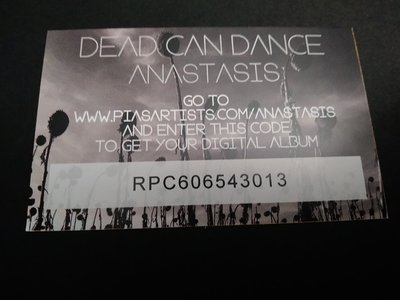 DEAD CAN DANCE
ANASTASIS
GO TO
WWW.PIASARTISTS.COM/ANASTASIS
AND ENTER THIS CODE
TO GET YOUR DIGITAL ALBUM
RPC606543013